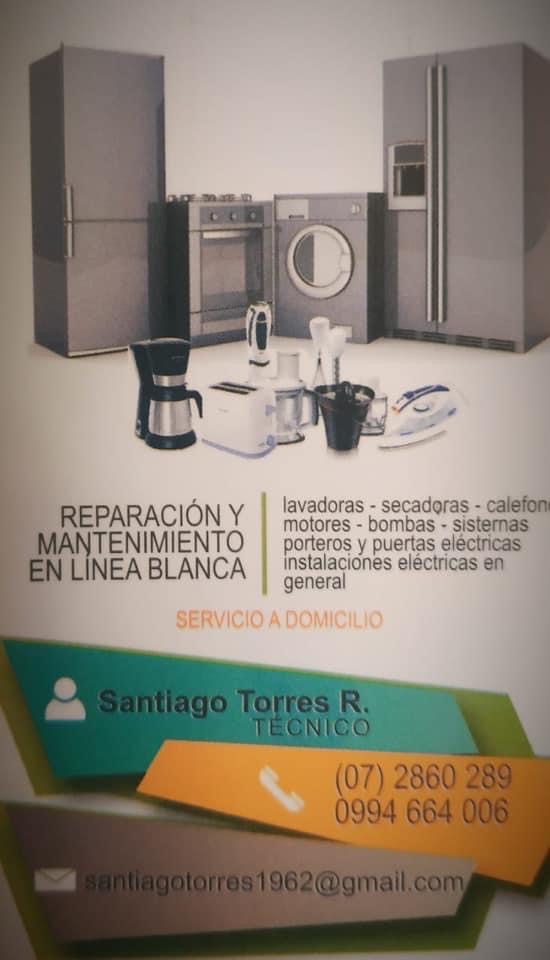 REPARACIÓN Y
MANTENIMIENTO
EN LÍNEA BLANCA
lavadoras - secadoras - calefon
motores - bombas - sisternas
porteros y puertas eléctricas
instalaciones eléctricas en
general
SERVICIO A DOMICILIO
Santiago Torres R.
TÉCNICO
(07) 2860 289
0994 664 006
santiagotorres1962@gmail.com